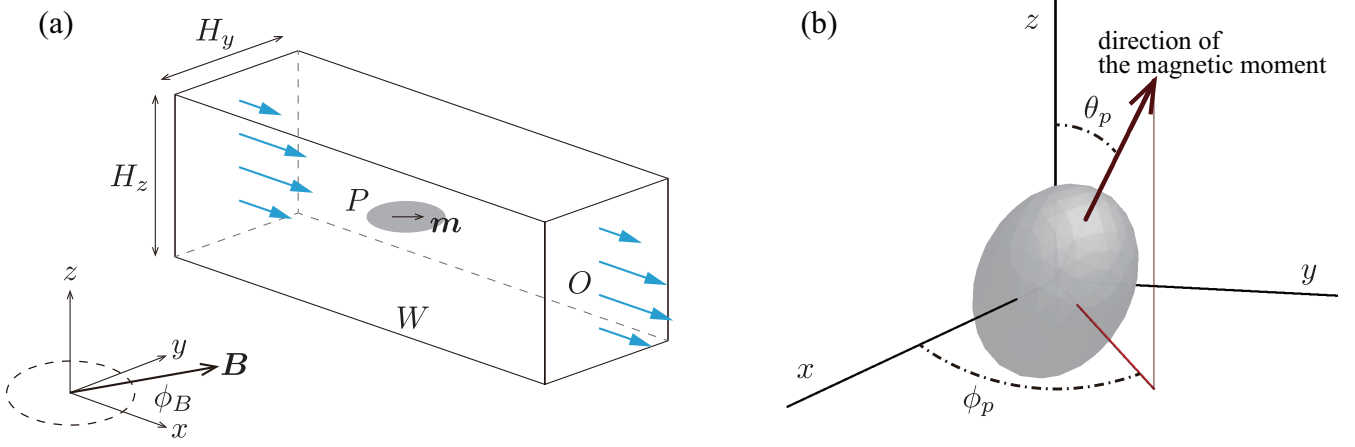 (a)
H_y
H_z
P
m
O
W
z
y
B
ϕ_B
x
(b)
z
direction of
the magnetic moment
θ_p
y
x
ϕ_p